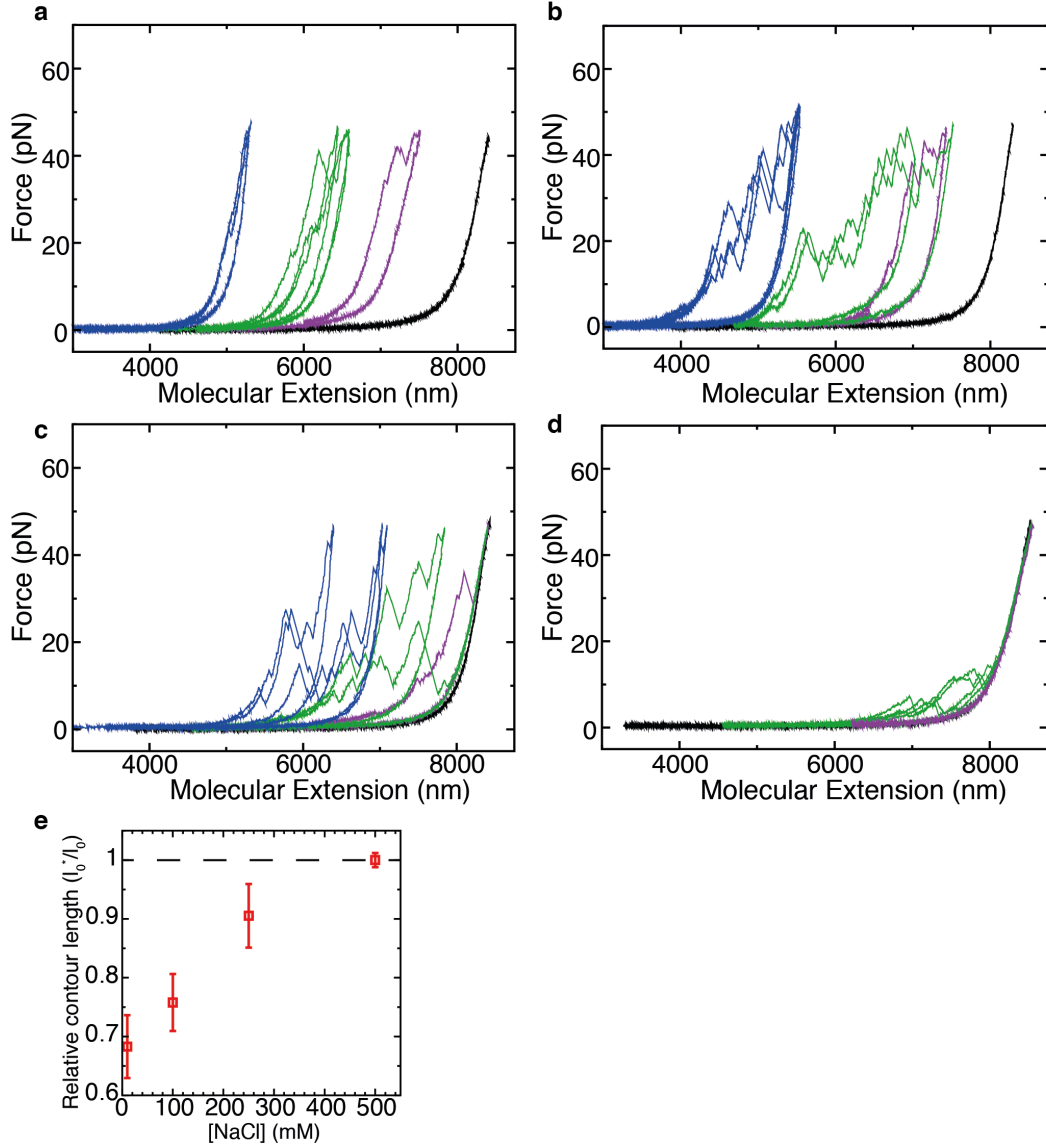 a
60
40
20
0
Force (pN)
4000 6000 8000
Molecular Extension (nm)
b
60
40
20
0
Force (pN)
4000 6000 8000
Molecular Extension (nm)
c
60
40
20
0
Force (pN)
4000 6000 8000
Molecular Extension (nm)
d
60
40
20
0
Force (pN)
4000 6000 8000
Molecular Extension (nm)
e
1
0.9
0.8
0.7
0.6
Relative contour length (l₀*/l₀)
0 100 200 300 400 500
[NaCl] (mM)